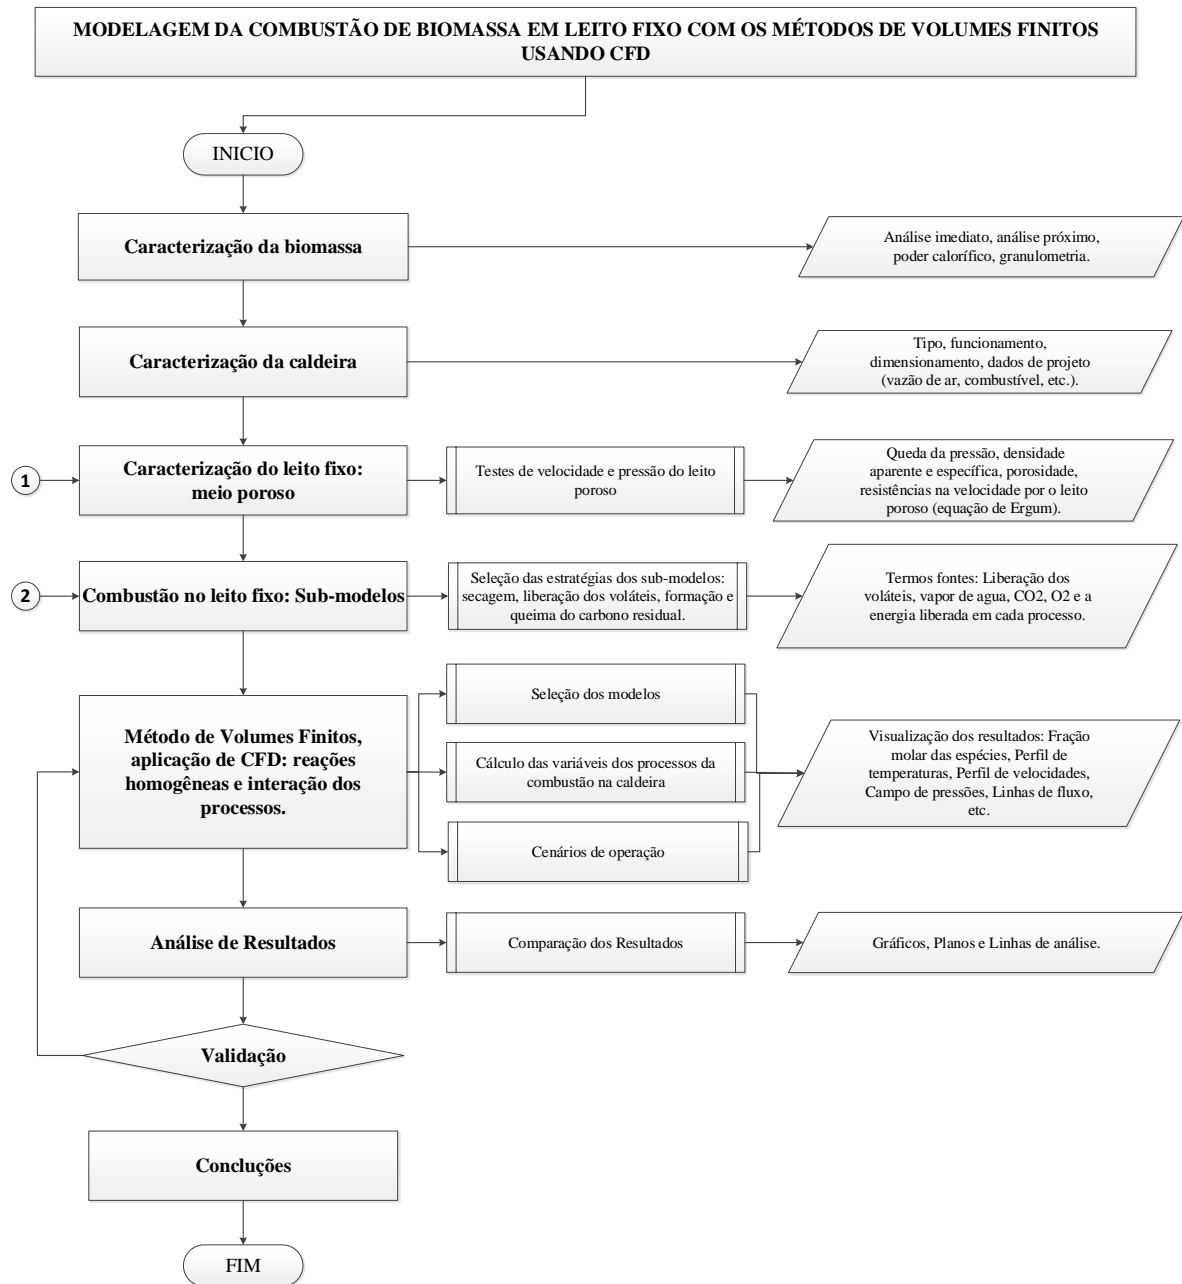 MODELAGEM DA COMBUSTÃO DE BIOMASSA EM LEITO FIXO COM OS MÉTODOS DE VOLUMES FINITOS
USANDO CFD
INICIO
Caracterização da biomassa
Análise imediato, análise próximo,
poder calorífico, granulometria.
Caracterização da caldeira
Tipo, funcionamento,
dimensionamento, dados de projeto
(vazão de ar, combustível, etc.).
1
Caracterização do leito fixo:
meio poroso
Testes de velocidade e pressão do leito
poroso
Queda da pressão, densidade
aparente e específica, porosidade,
resistências na velocidade por o leito
poroso (equação de Ergum).
2
Combustão no leito fixo: Sub-modelos
Seleção das estratégias dos sub-modelos:
secagem, liberação dos voláteis, formação e
queima do carbono residual.
Termos fontes: Liberação dos
voláteis, vapor de agua, CO2, O2 e a
energia liberada em cada processo.
Método de Volumes Finitos,
aplicação de CFD: reações
homogêneas e interação dos
processos.
Seleção dos modelos
Cálculo das variáveis dos processos da
combustão na caldeira
Cenários de operação
Visualização dos resultados: Fração
molar das espécies, Perfil de
temperaturas, Perfil de velocidades,
Campo de pressões, Linhas de fluxo,
etc.
Análise de Resultados
Comparação dos Resultados
Gráficos, Planos e Linhas de análise.
Validação
Concluções
FIM